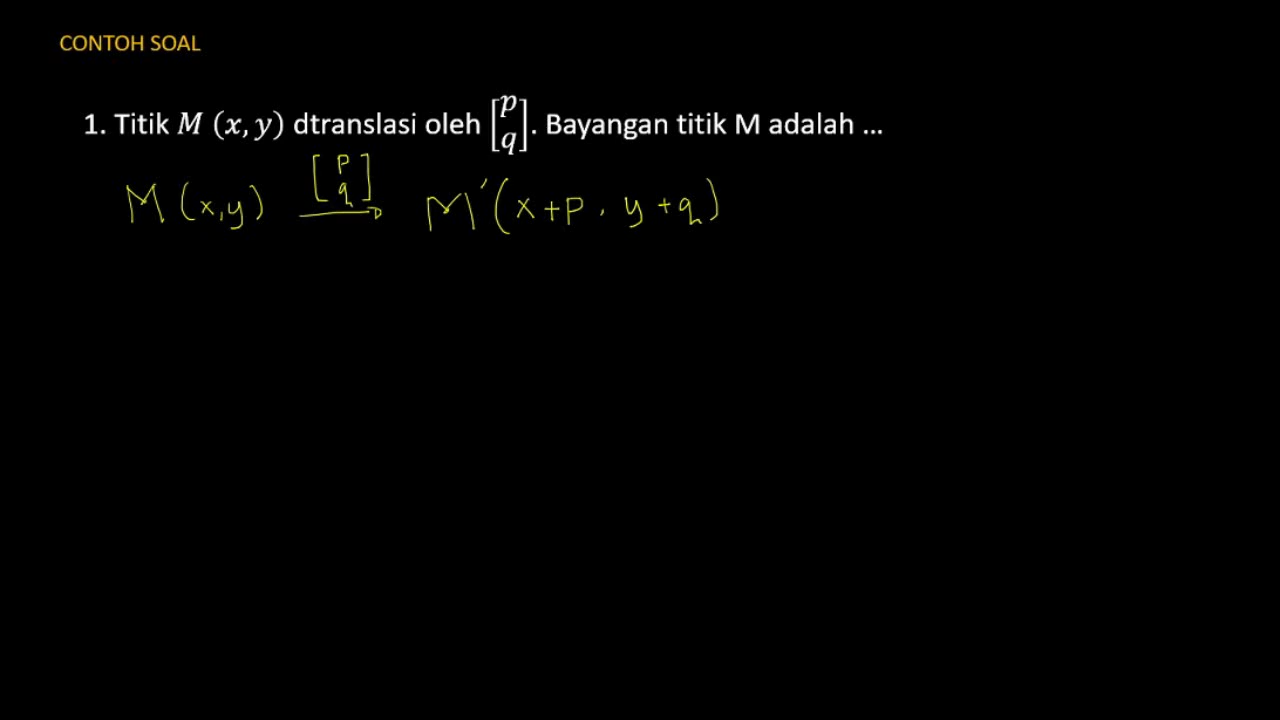 CONTOH SOAL
1. Titik M (x, y) dtranslasi oleh [p q]. Bayangan titik M adalah ...
M (x,y) [p q] → M'(x+p, y+q)